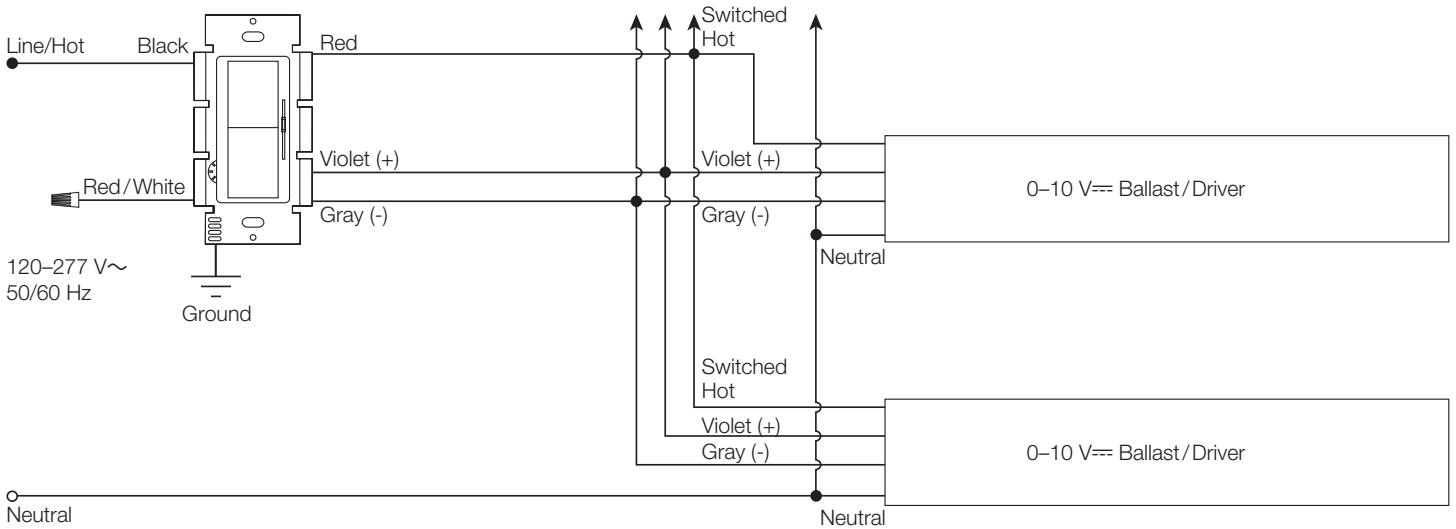 Switched
Hot
Line/Hot
Black
Red
Violet (+)
Violet (+)
0–10 V⎓ Ballast/Driver
Red/White
Gray (-)
Gray (-)
Neutral
120–277 V~
50/60 Hz
Ground
Switched
Hot
Violet (+)
Gray (-)
0–10 V⎓ Ballast/Driver
Neutral
Neutral